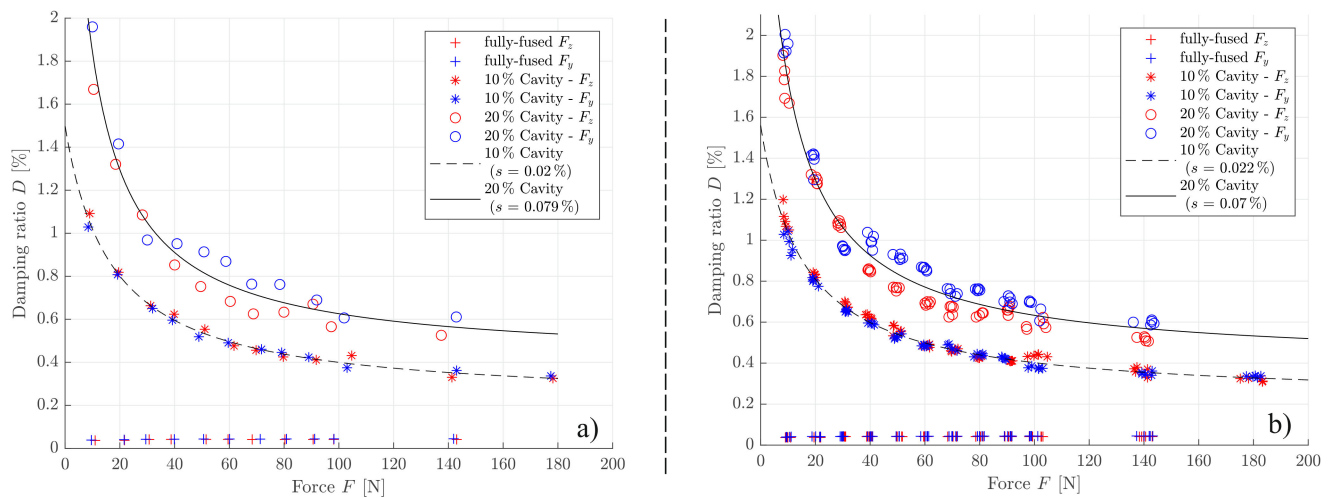 2
1.8
1.6
1.4
1.2
1
0.8
0.6
0.4
0.2
0
0 20 40 60 80 100 120 140 160 180 200
Damping ratio D [%]
Force F [N]
fully-fused F_z
fully-fused F_y
10 % Cavity - F_z
10 % Cavity - F_y
20 % Cavity - F_z
20 % Cavity - F_y
10 % Cavity
(s = 0.02 %)
20 % Cavity
(s = 0.079 %)
a)
2
1.8
1.6
1.4
1.2
1
0.8
0.6
0.4
0.2
0
0 20 40 60 80 100 120 140 160 180 200
Damping ratio D [%]
Force F [N]
fully-fused F_z
fully-fused F_y
10 % Cavity - F_z
10 % Cavity - F_y
20 % Cavity - F_z
20 % Cavity - F_y
10 % Cavity
(s = 0.022 %)
20 % Cavity
(s = 0.07 %)
b)